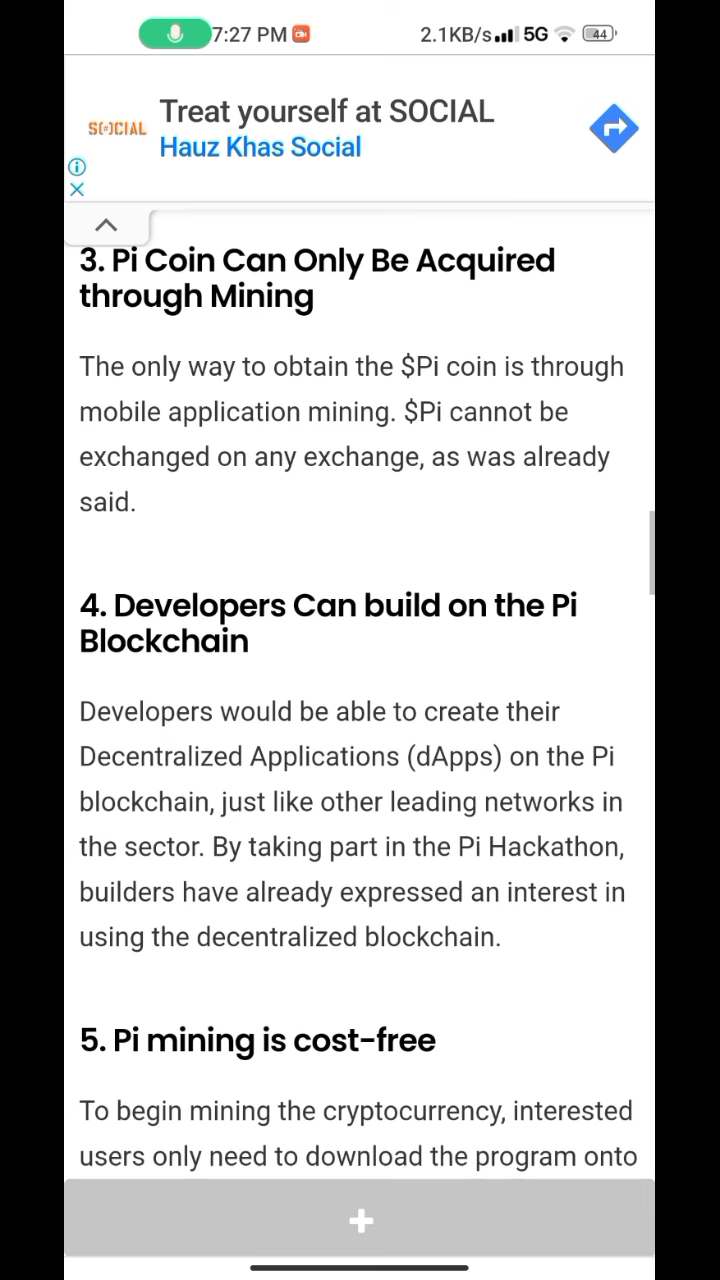 7:27 PM 2.1KB/s 5G 44
Treat yourself at SOCIAL
SOCIAL
Hauz Khas Social
3. Pi Coin Can Only Be Acquired
through Mining
The only way to obtain the $Pi coin is through
mobile application mining. $Pi cannot be
exchanged on any exchange, as was already
said.
4. Developers Can build on the Pi
Blockchain
Developers would be able to create their
Decentralized Applications (dApps) on the Pi
blockchain, just like other leading networks in
the sector. By taking part in the Pi Hackathon,
builders have already expressed an interest in
using the decentralized blockchain.
5. Pi mining is cost-free
To begin mining the cryptocurrency, interested
users only need to download the program onto